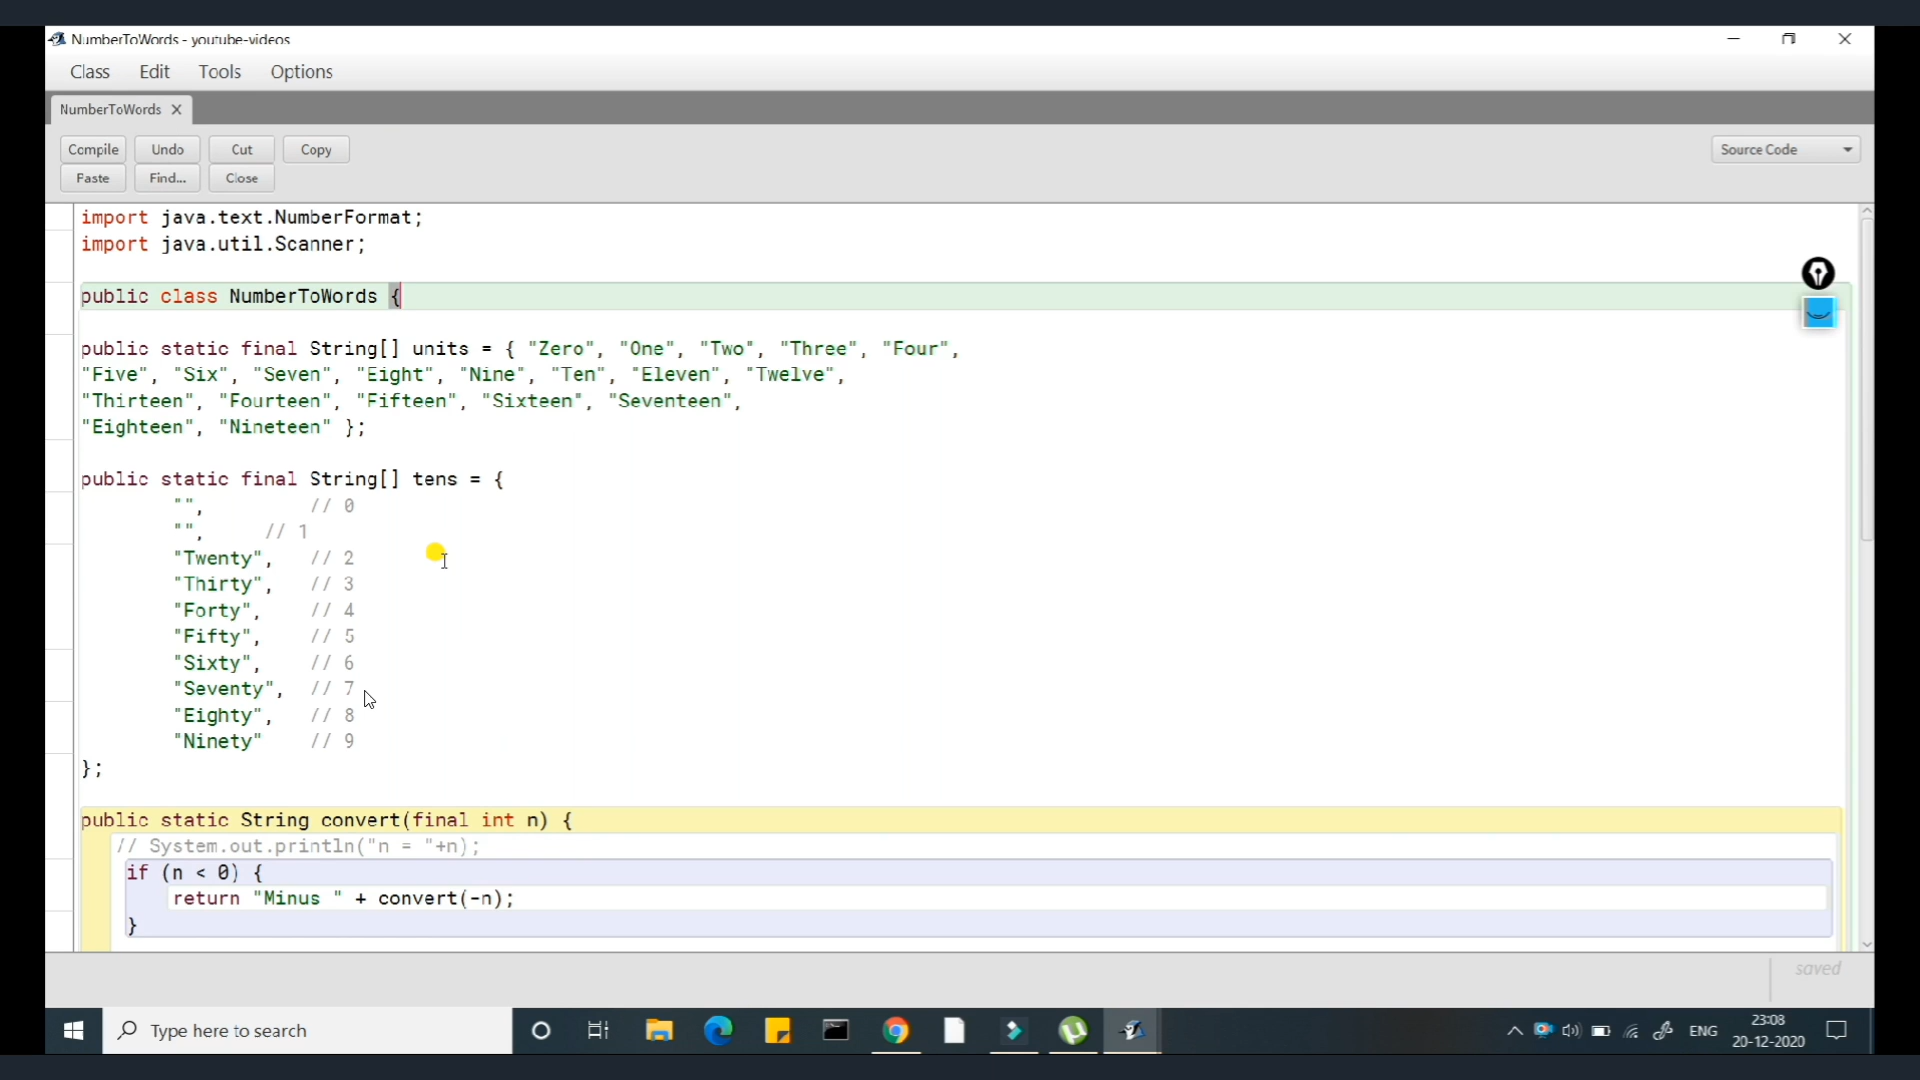 NumberToWords - youtube-videos
Class Edit Tools Options
NumberToWords
Compile Undo Cut Copy Source Code
Paste Find... Close
import java.text.NumberFormat;
import java.util.Scanner;
public class NumberToWords {
public static final String[] units = { "Zero", "One", "Two", "Three", "Four",
"Five", "Six", "Seven", "Eight", "Nine", "Ten", "Eleven", "Twelve",
"Thirteen", "Fourteen", "Fifteen", "Sixteen", "Seventeen",
"Eighteen", "Nineteen" };
public static final String[] tens = {
"", // 0
"", // 1
"Twenty", // 2
"Thirty", // 3
"Forty", // 4
"Fifty", // 5
"Sixty", // 6
"Seventy", // 7
"Eighty", // 8
"Ninety" // 9
};
public static String convert(final int n) {
// System.out.println("n = "+n);
if (n < 0) {
return "Minus " + convert(-n);
}
saved
Type here to search
ENG
23:08
20-12-2020